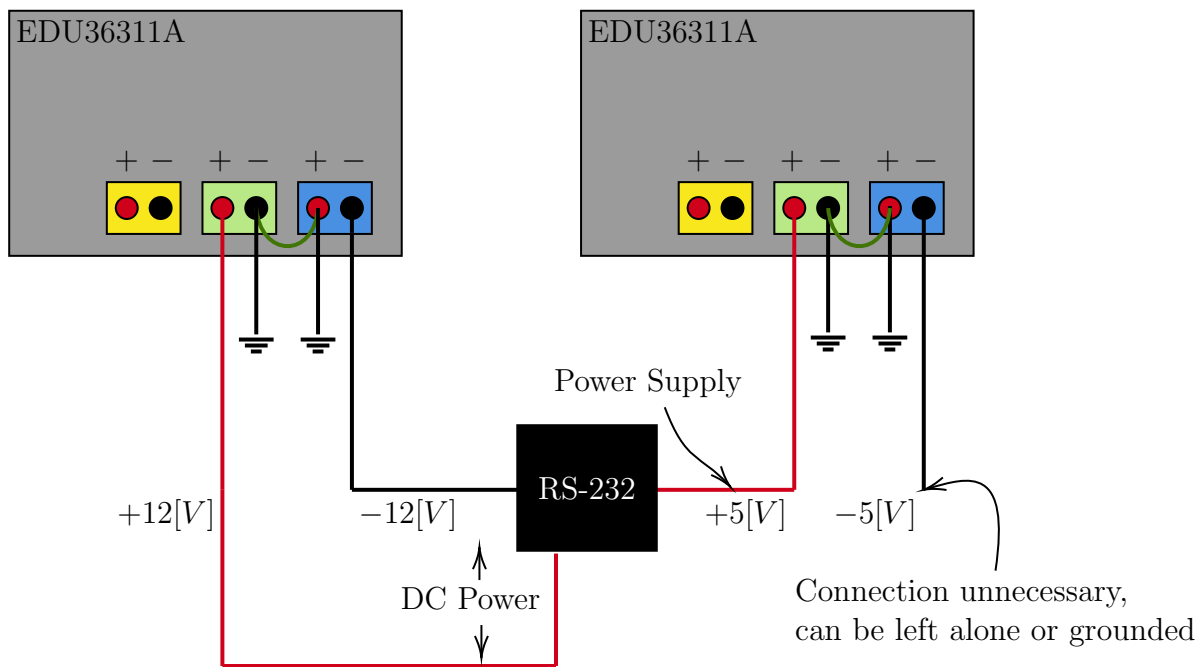 EDU36311A
EDU36311A
+ − + − + −
+ − + − + −
Power Supply
RS-232
+12[V]
−12[V]
+5[V]
−5[V]
DC Power
Connection unnecessary,
can be left alone or grounded